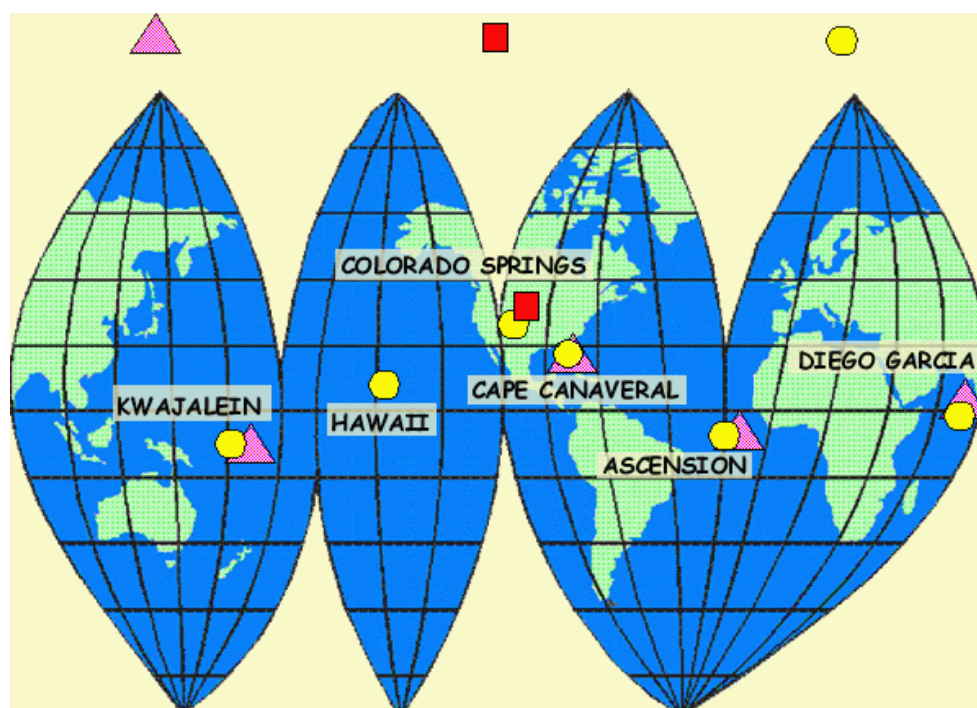 COLORADO SPRINGS
DIEGO GARCIA
CAPE CANAVERAL
KWAJALEIN
HAWAII
ASCENSION